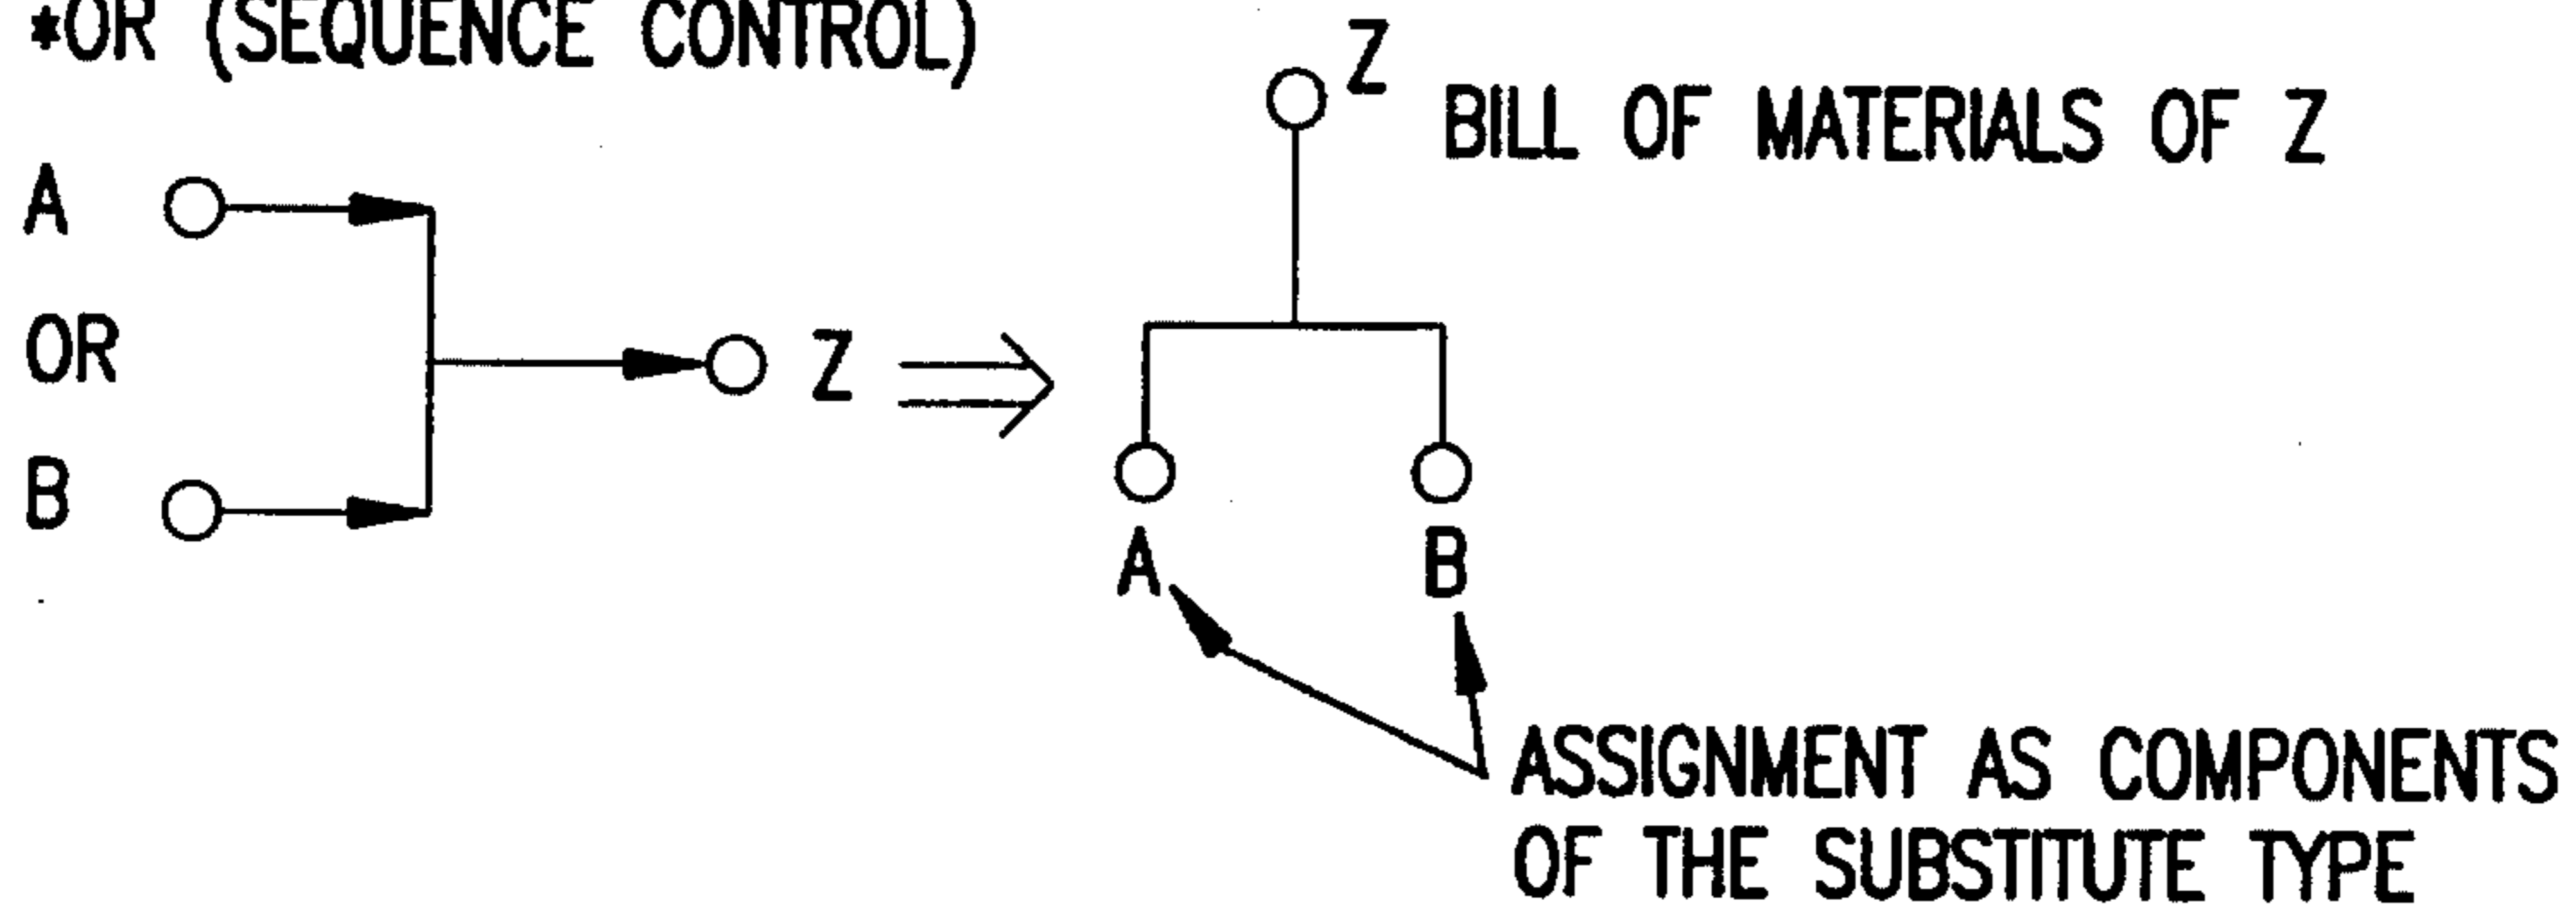 *OR (SEQUENCE CONTROL)
A
OR
B
Z
Z
BILL OF MATERIALS OF Z
A
B
ASSIGNMENT AS COMPONENTS
OF THE SUBSTITUTE TYPE